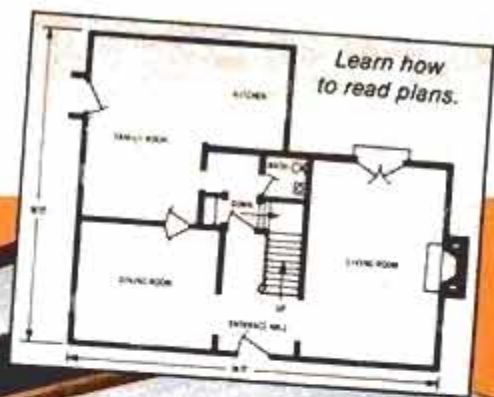 Learn how
to read plans.
KITCHEN
FAMILY ROOM
BATH
DOWN
DINING ROOM
LIVING ROOM
UP
ENTRANCE HALL